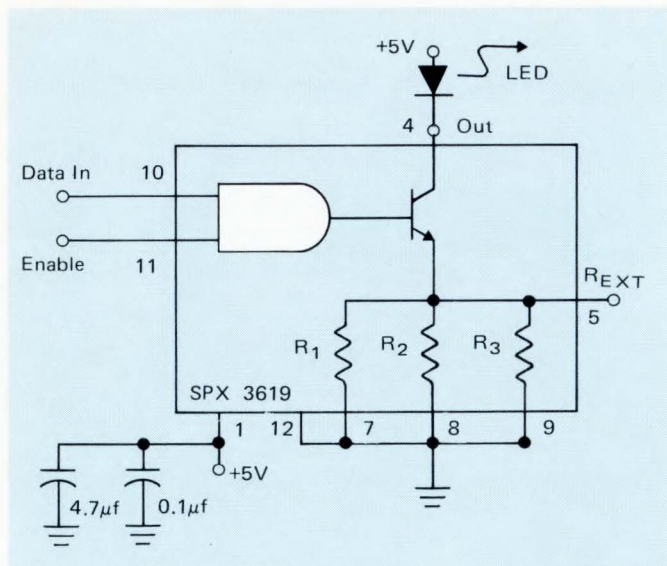 +5V
LED
4 Out
Data In 10
Enable 11
R_EXT
5
R1 R2 R3
SPX 3619
1 12 7 8 9
+5V
4.7µf 0.1µf